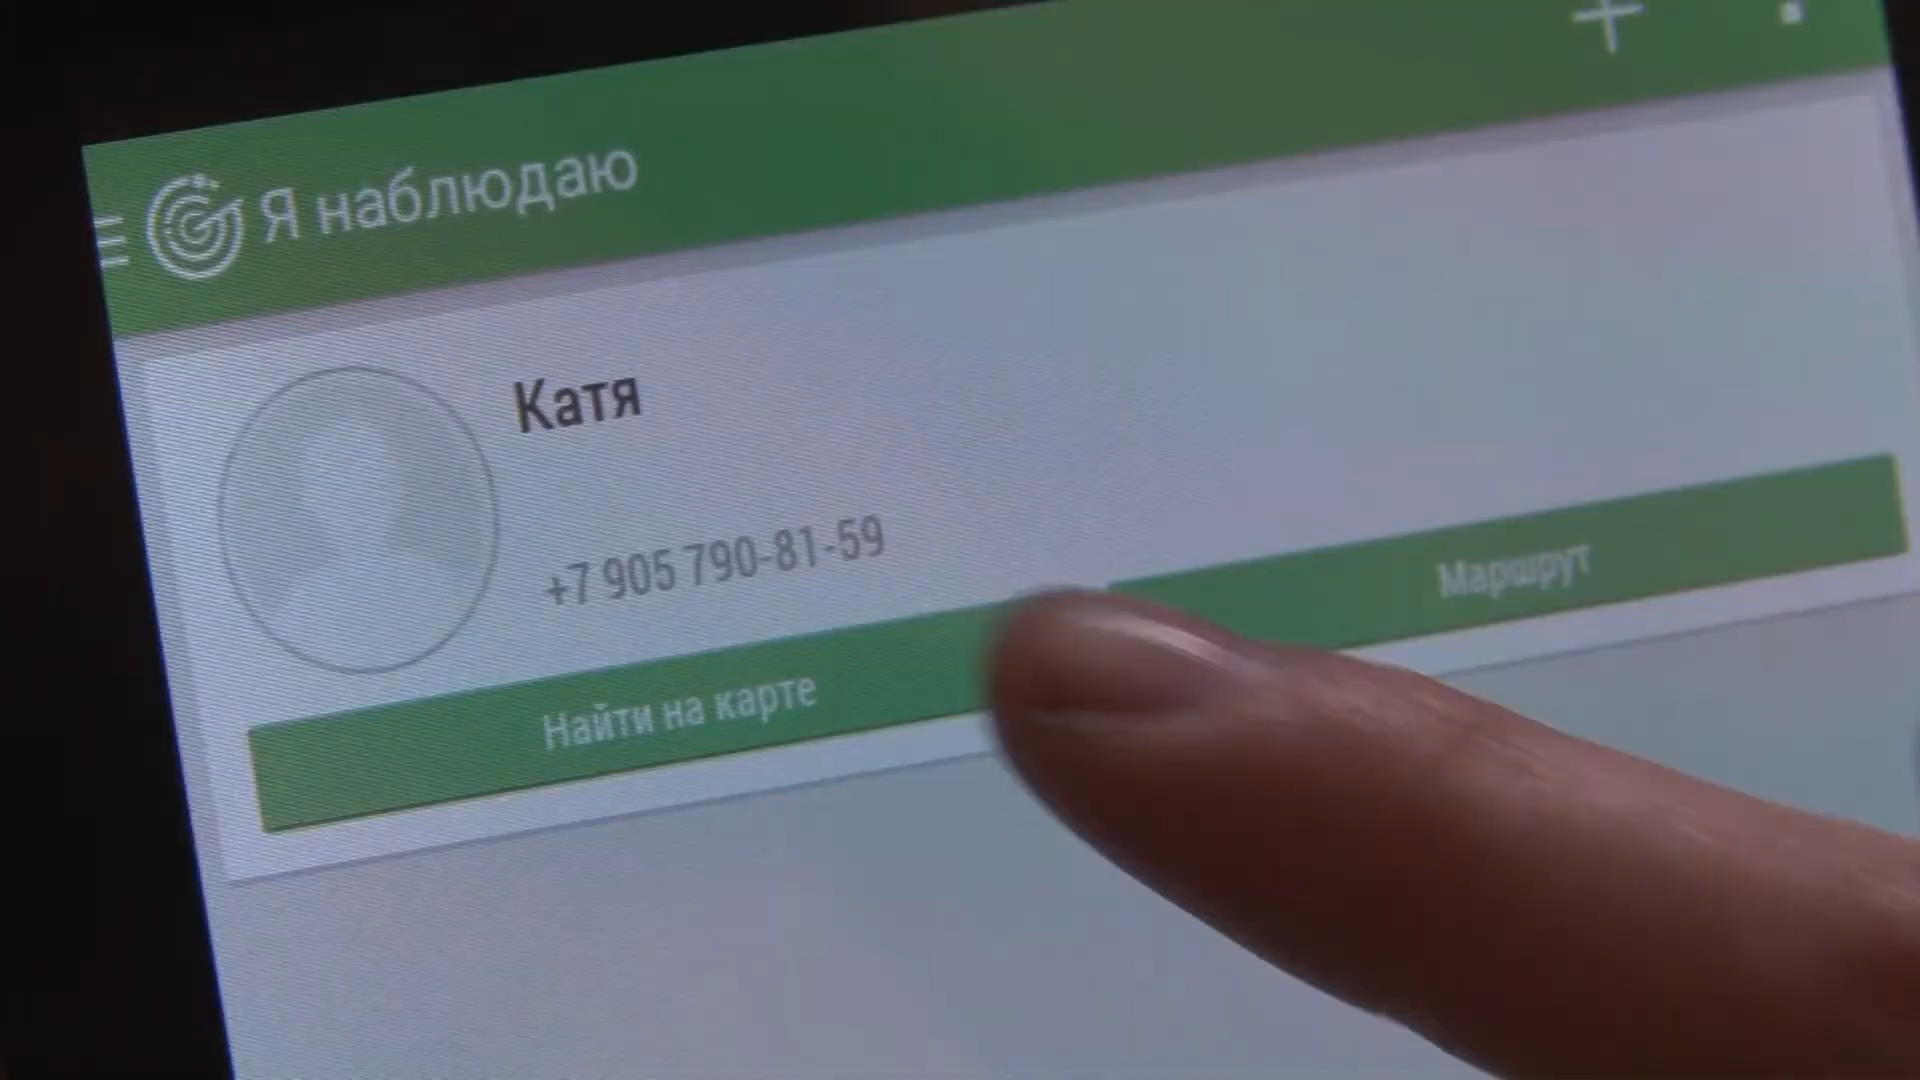 Я наблюдаю
Катя
+7 905 790-81-59
Найти на карте
Маршрут